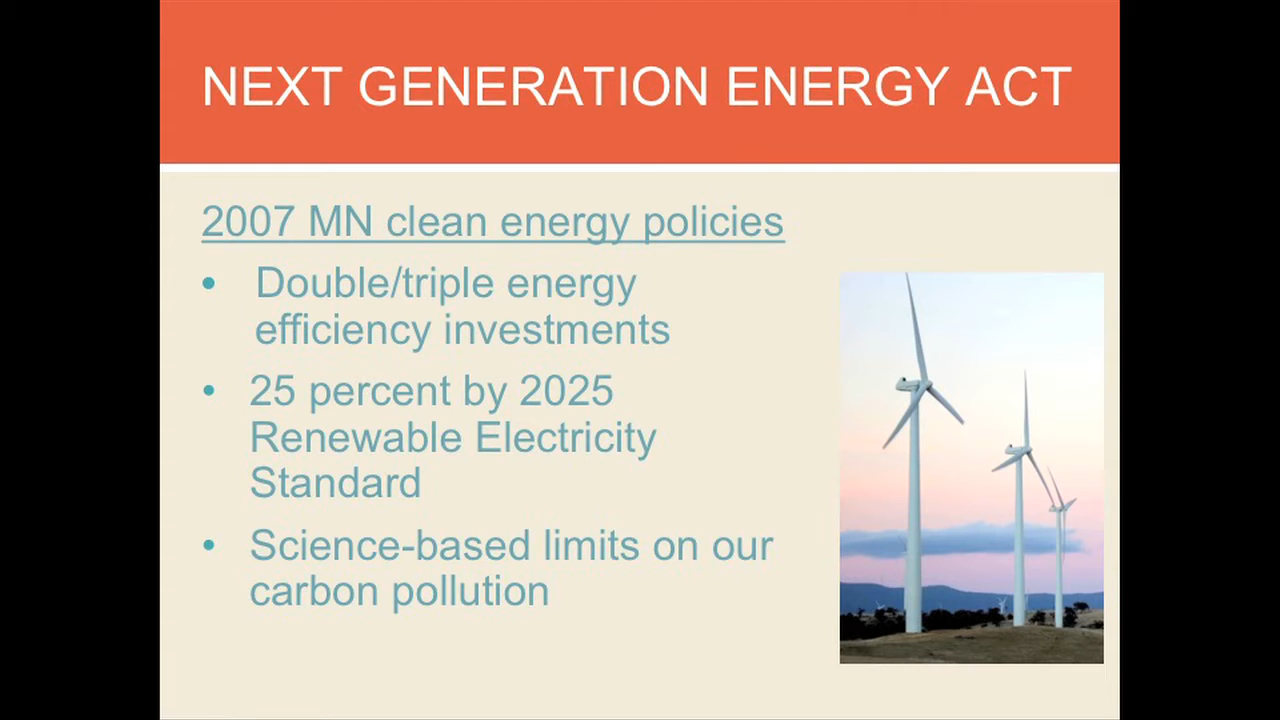 NEXT GENERATION ENERGY ACT
2007 MN clean energy policies
• Double/triple energy
efficiency investments
• 25 percent by 2025
Renewable Electricity
Standard
• Science-based limits on our
carbon pollution